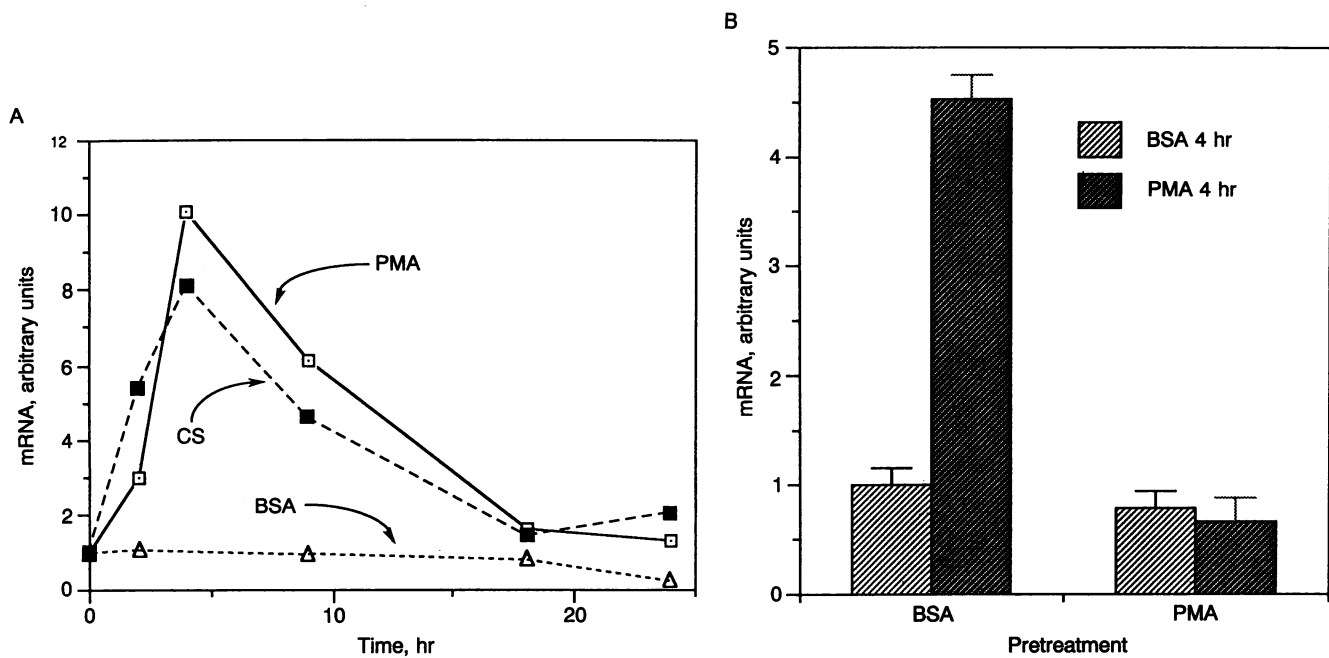 A
mRNA, arbitrary units
12
10
8
6
4
2
0
PMA
CS
BSA
0
10
20
Time, hr
B
mRNA, arbitrary units
5
4
3
2
1
0
BSA 4 hr
PMA 4 hr
BSA
PMA
Pretreatment